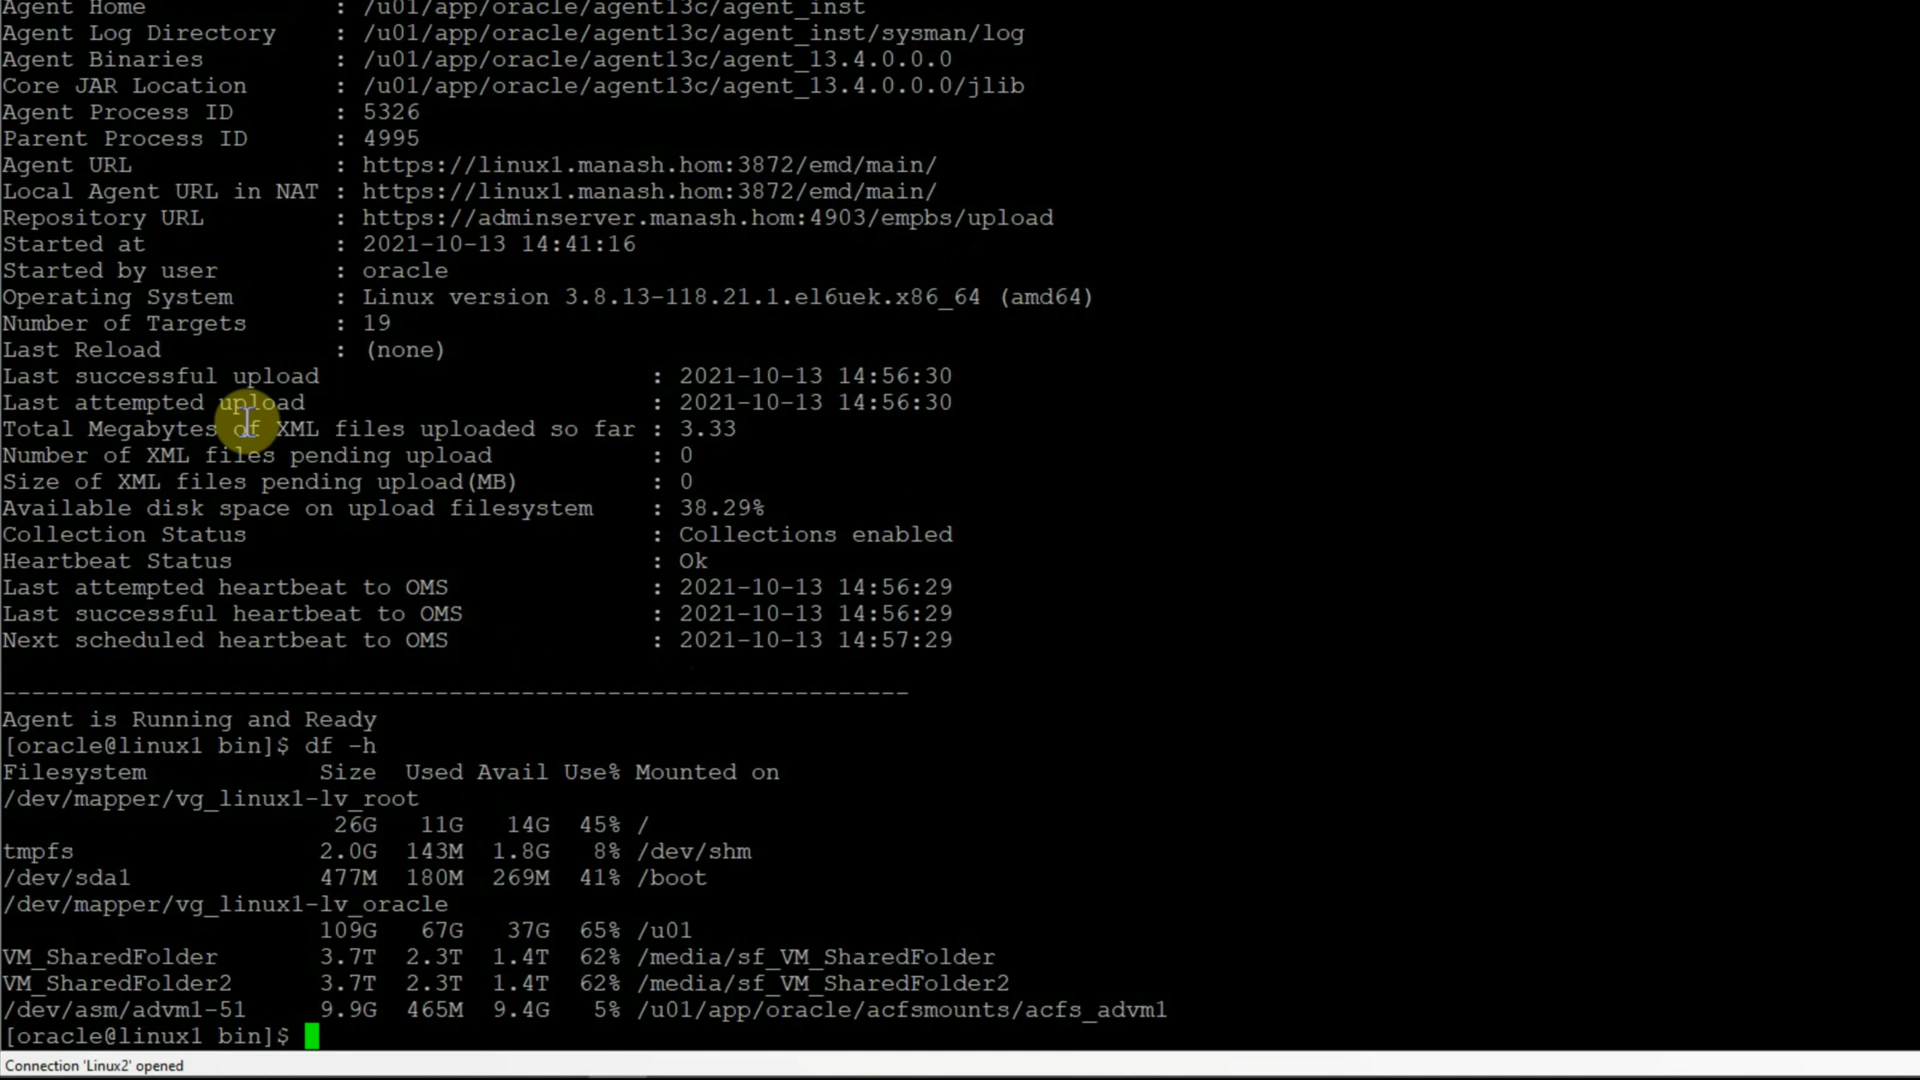 Agent Home : /u01/app/oracle/agent13c/agent_inst
Agent Log Directory : /u01/app/oracle/agent13c/agent_inst/sysman/log
Agent Binaries : /u01/app/oracle/agent13c/agent_13.4.0.0.0
Core JAR Location : /u01/app/oracle/agent13c/agent_13.4.0.0.0/jlib
Agent Process ID : 5326
Parent Process ID : 4995
Agent URL : https://linux1.manash.hom:3872/emd/main/
Local Agent URL in NAT : https://linux1.manash.hom:3872/emd/main/
Repository URL : https://adminserver.manash.hom:4903/empbs/upload
Started at : 2021-10-13 14:41:16
Started by user : oracle
Operating System : Linux version 3.8.13-118.21.1.el6uek.x86_64 (amd64)
Number of Targets : 19
Last Reload : (none)
Last successful upload : 2021-10-13 14:56:30
Last attempted upload : 2021-10-13 14:56:30
Total Megabytes of XML files uploaded so far : 3.33
Number of XML files pending upload : 0
Size of XML files pending upload(MB) : 0
Available disk space on upload filesystem : 38.29%
Collection Status : Collections enabled
Heartbeat Status : Ok
Last attempted heartbeat to OMS : 2021-10-13 14:56:29
Last successful heartbeat to OMS : 2021-10-13 14:56:29
Next scheduled heartbeat to OMS : 2021-10-13 14:57:29
---------------------------------------------------------------
Agent is Running and Ready
[oracle@linux1 bin]$ df -h
Filesystem Size Used Avail Use% Mounted on
/dev/mapper/vg_linux1-lv_root
26G 11G 14G 45% /
tmpfs 2.0G 143M 1.8G 8% /dev/shm
/dev/sda1 477M 180M 269M 41% /boot
/dev/mapper/vg_linux1-lv_oracle
109G 67G 37G 65% /u01
VM_SharedFolder 3.7T 2.3T 1.4T 62% /media/sf_VM_SharedFolder
VM_SharedFolder2 3.7T 2.3T 1.4T 62% /media/sf_VM_SharedFolder2
/dev/asm/advm1-51 9.9G 465M 9.4G 5% /u01/app/oracle/acfsmounts/acfs_advm1
[oracle@linux1 bin]$
Connection 'Linux2' opened